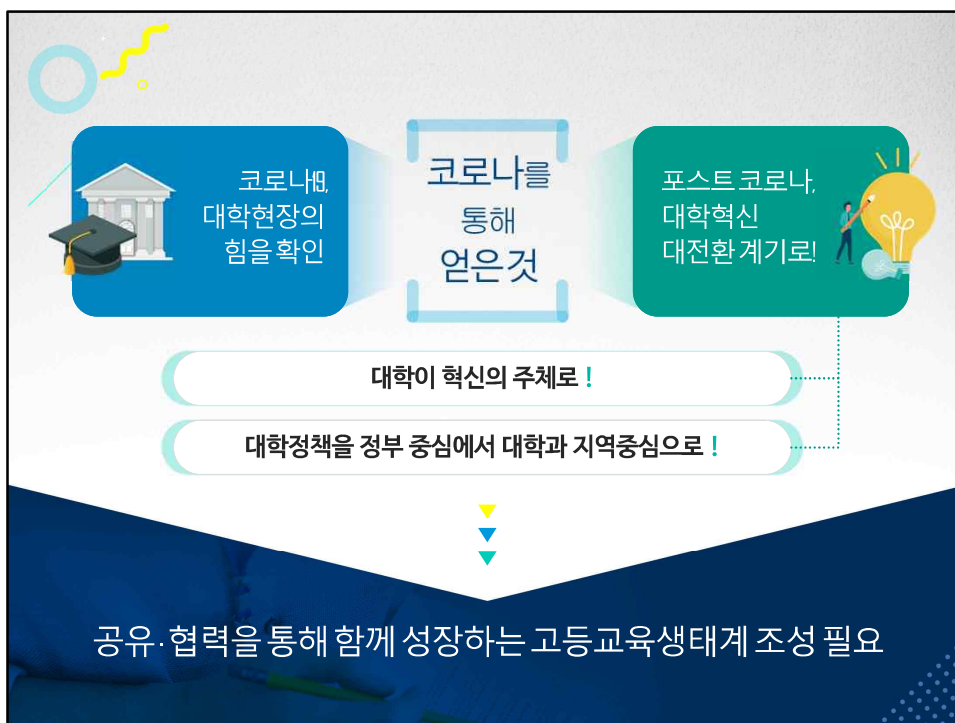 코로나19,
대학현장의
힘을 확인
코로나를
통해
얻은 것
포스트 코로나,
대학혁신
대전환 계기로!
대학이 혁신의 주체로 !
대학정책을 정부 중심에서 대학과 지역중심으로 !
공유·협력을 통해 함께 성장하는 고등교육생태계 조성 필요